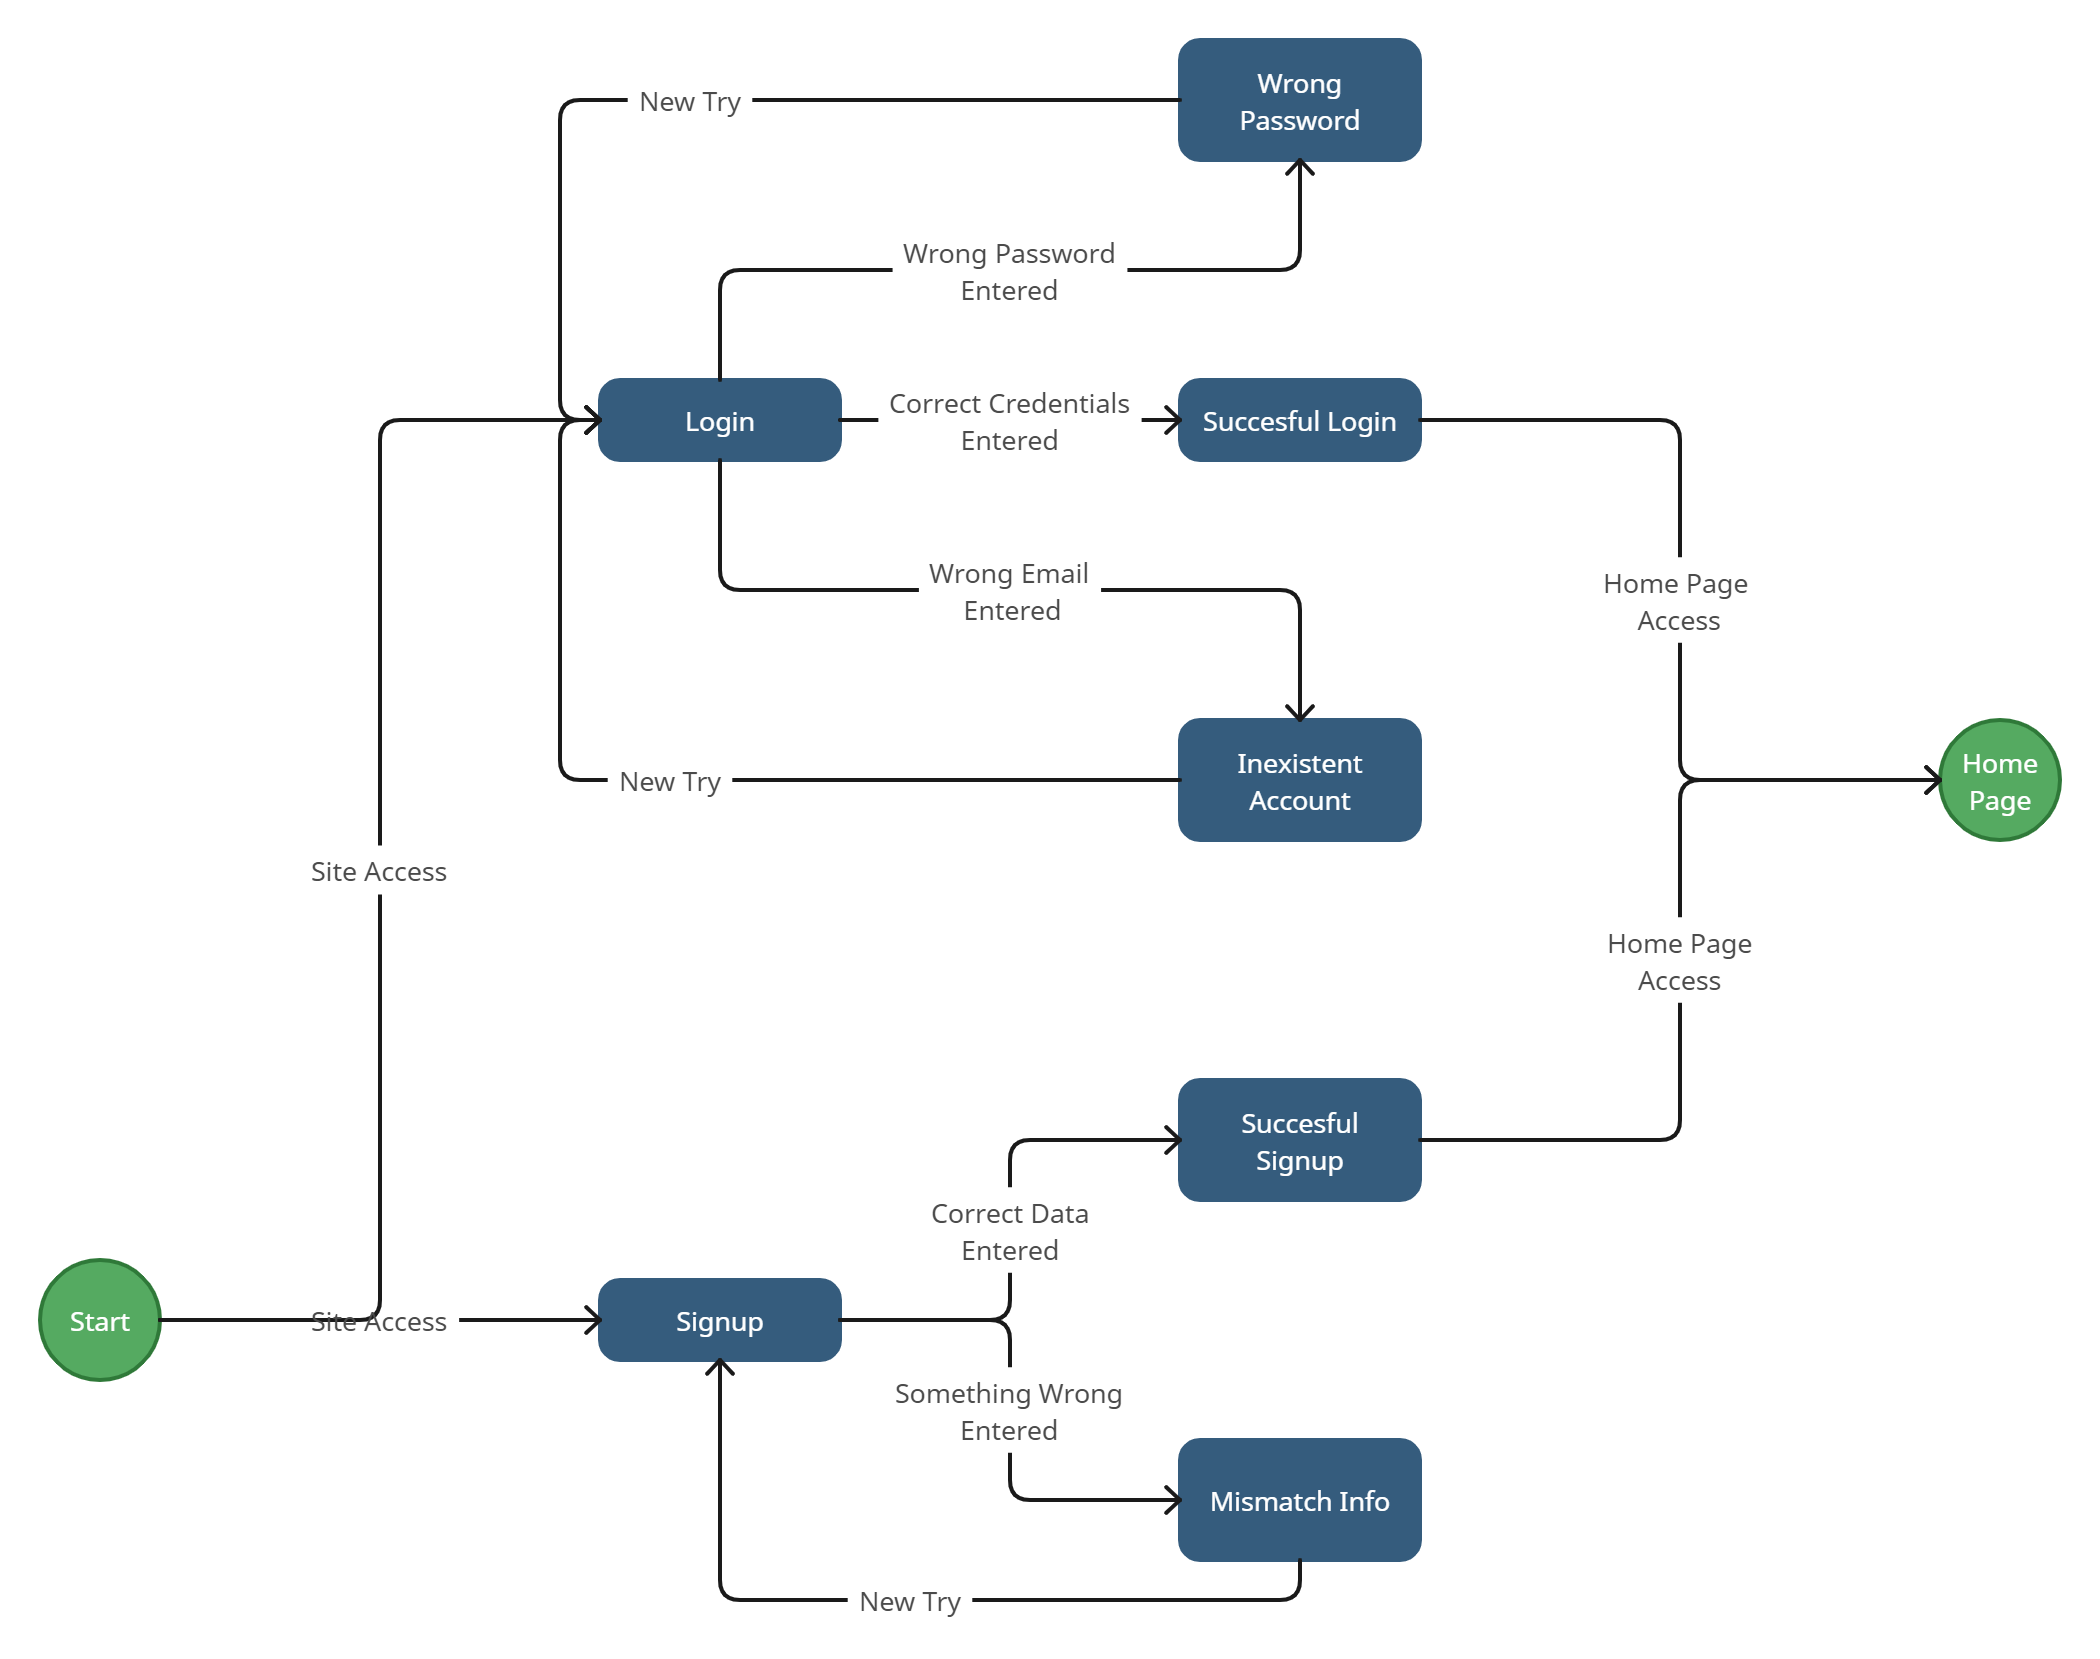 Wrong
Password
New Try
Wrong Password
Entered
Login
Correct Credentials
Entered
Succesful Login
Wrong Email
Entered
Home Page
Access
Inexistent
Account
New Try
Home
Page
Site Access
Home Page
Access
Succesful
Signup
Correct Data
Entered
Start
Site Access
Signup
Something Wrong
Entered
Mismatch Info
New Try